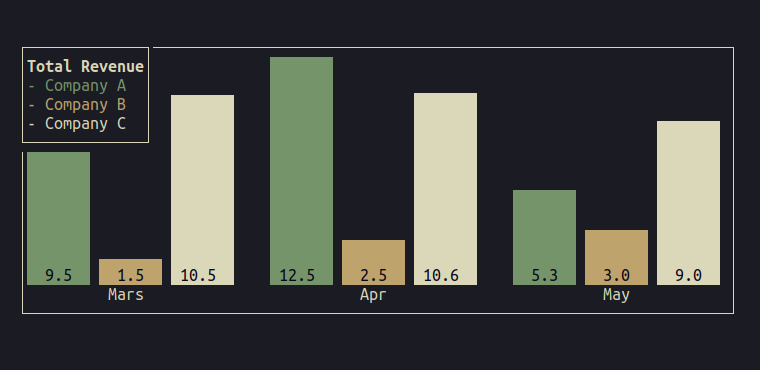 Total Revenue
- Company A
- Company B
- Company C
9.5 1.5 10.5 12.5 2.5 10.6 5.3 3.0 9.0
Mars Apr May